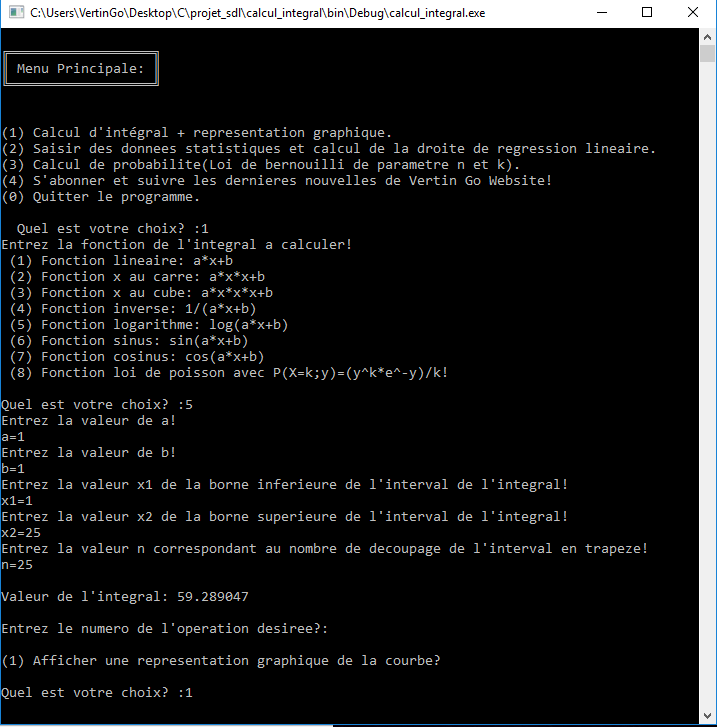 C:\Users\VertinGo\Desktop\C\projet_sdl\calcul_integral\bin\Debug\calcul_integral.exe
Menu Principale:
(1) Calcul d'intégral + representation graphique.
(2) Saisir des donnees statistiques et calcul de la droite de regression lineaire.
(3) Calcul de probabilite(Loi de bernouilli de parametre n et k).
(4) S'abonner et suivre les dernieres nouvelles de Vertin Go Website!
(0) Quitter le programme.
Quel est votre choix? :1
Entrez la fonction de l'integral a calculer!
(1) Fonction lineaire: a*x+b
(2) Fonction x au carre: a*x*x+b
(3) Fonction x au cube: a*x*x*x+b
(4) Fonction inverse: 1/(a*x+b)
(5) Fonction logarithme: log(a*x+b)
(6) Fonction sinus: sin(a*x+b)
(7) Fonction cosinus: cos(a*x+b)
(8) Fonction loi de poisson avec P(X=k;y)=(y^k*e^-y)/k!
Quel est votre choix? :5
Entrez la valeur de a!
a=1
Entrez la valeur de b!
b=1
Entrez la valeur x1 de la borne inferieure de l'interval de l'integral!
x1=1
Entrez la valeur x2 de la borne superieure de l'interval de l'integral!
x2=25
Entrez la valeur n correspondant au nombre de decoupage de l'interval en trapeze!
n=25
Valeur de l'integral: 59.289047
Entrez le numero de l'operation desiree?:
(1) Afficher une representation graphique de la courbe?
Quel est votre choix? :1